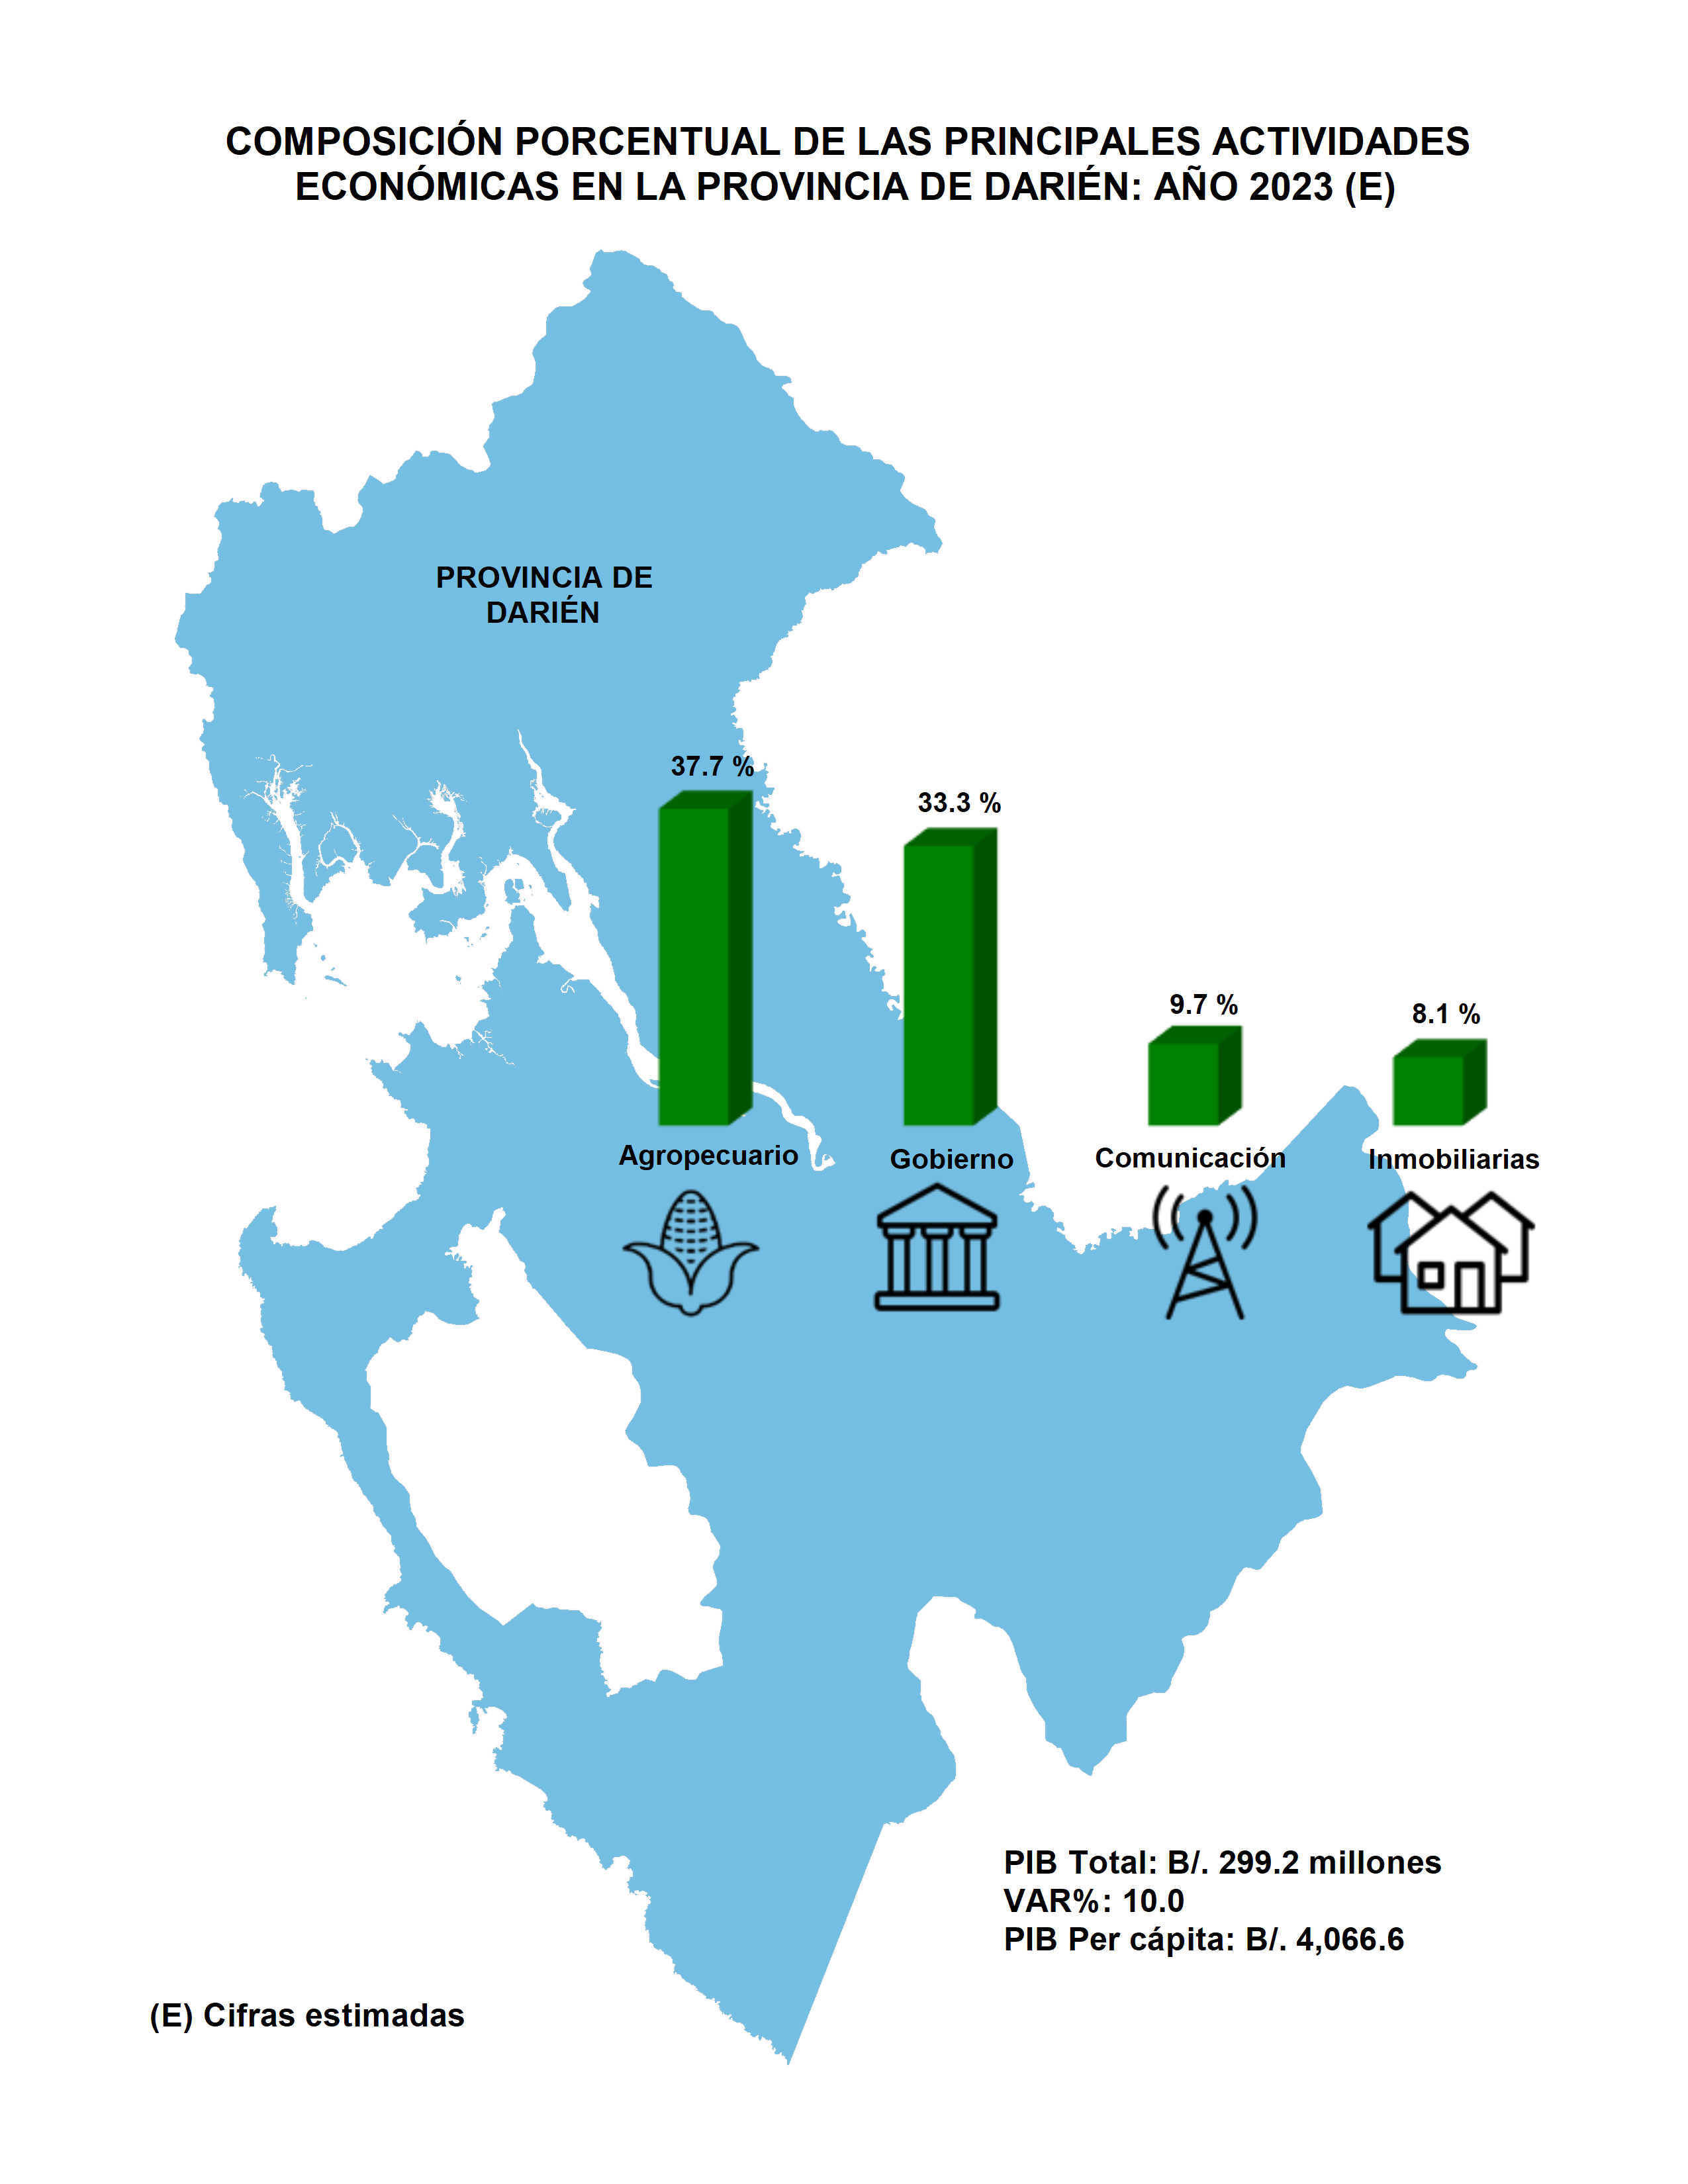 COMPOSICIÓN PORCENTUAL DE LAS PRINCIPALES ACTIVIDADES
ECONÓMICAS EN LA PROVINCIA DE DARIÉN: AÑO 2023 (E)
PROVINCIA DE
DARIÉN
37.7 %
33.3 %
9.7 %
8.1 %
Agropecuario
Gobierno
Comunicación
Inmobiliarias
PIB Total: B/. 299.2 millones
VAR%: 10.0
PIB Per cápita: B/. 4,066.6
(E) Cifras estimadas